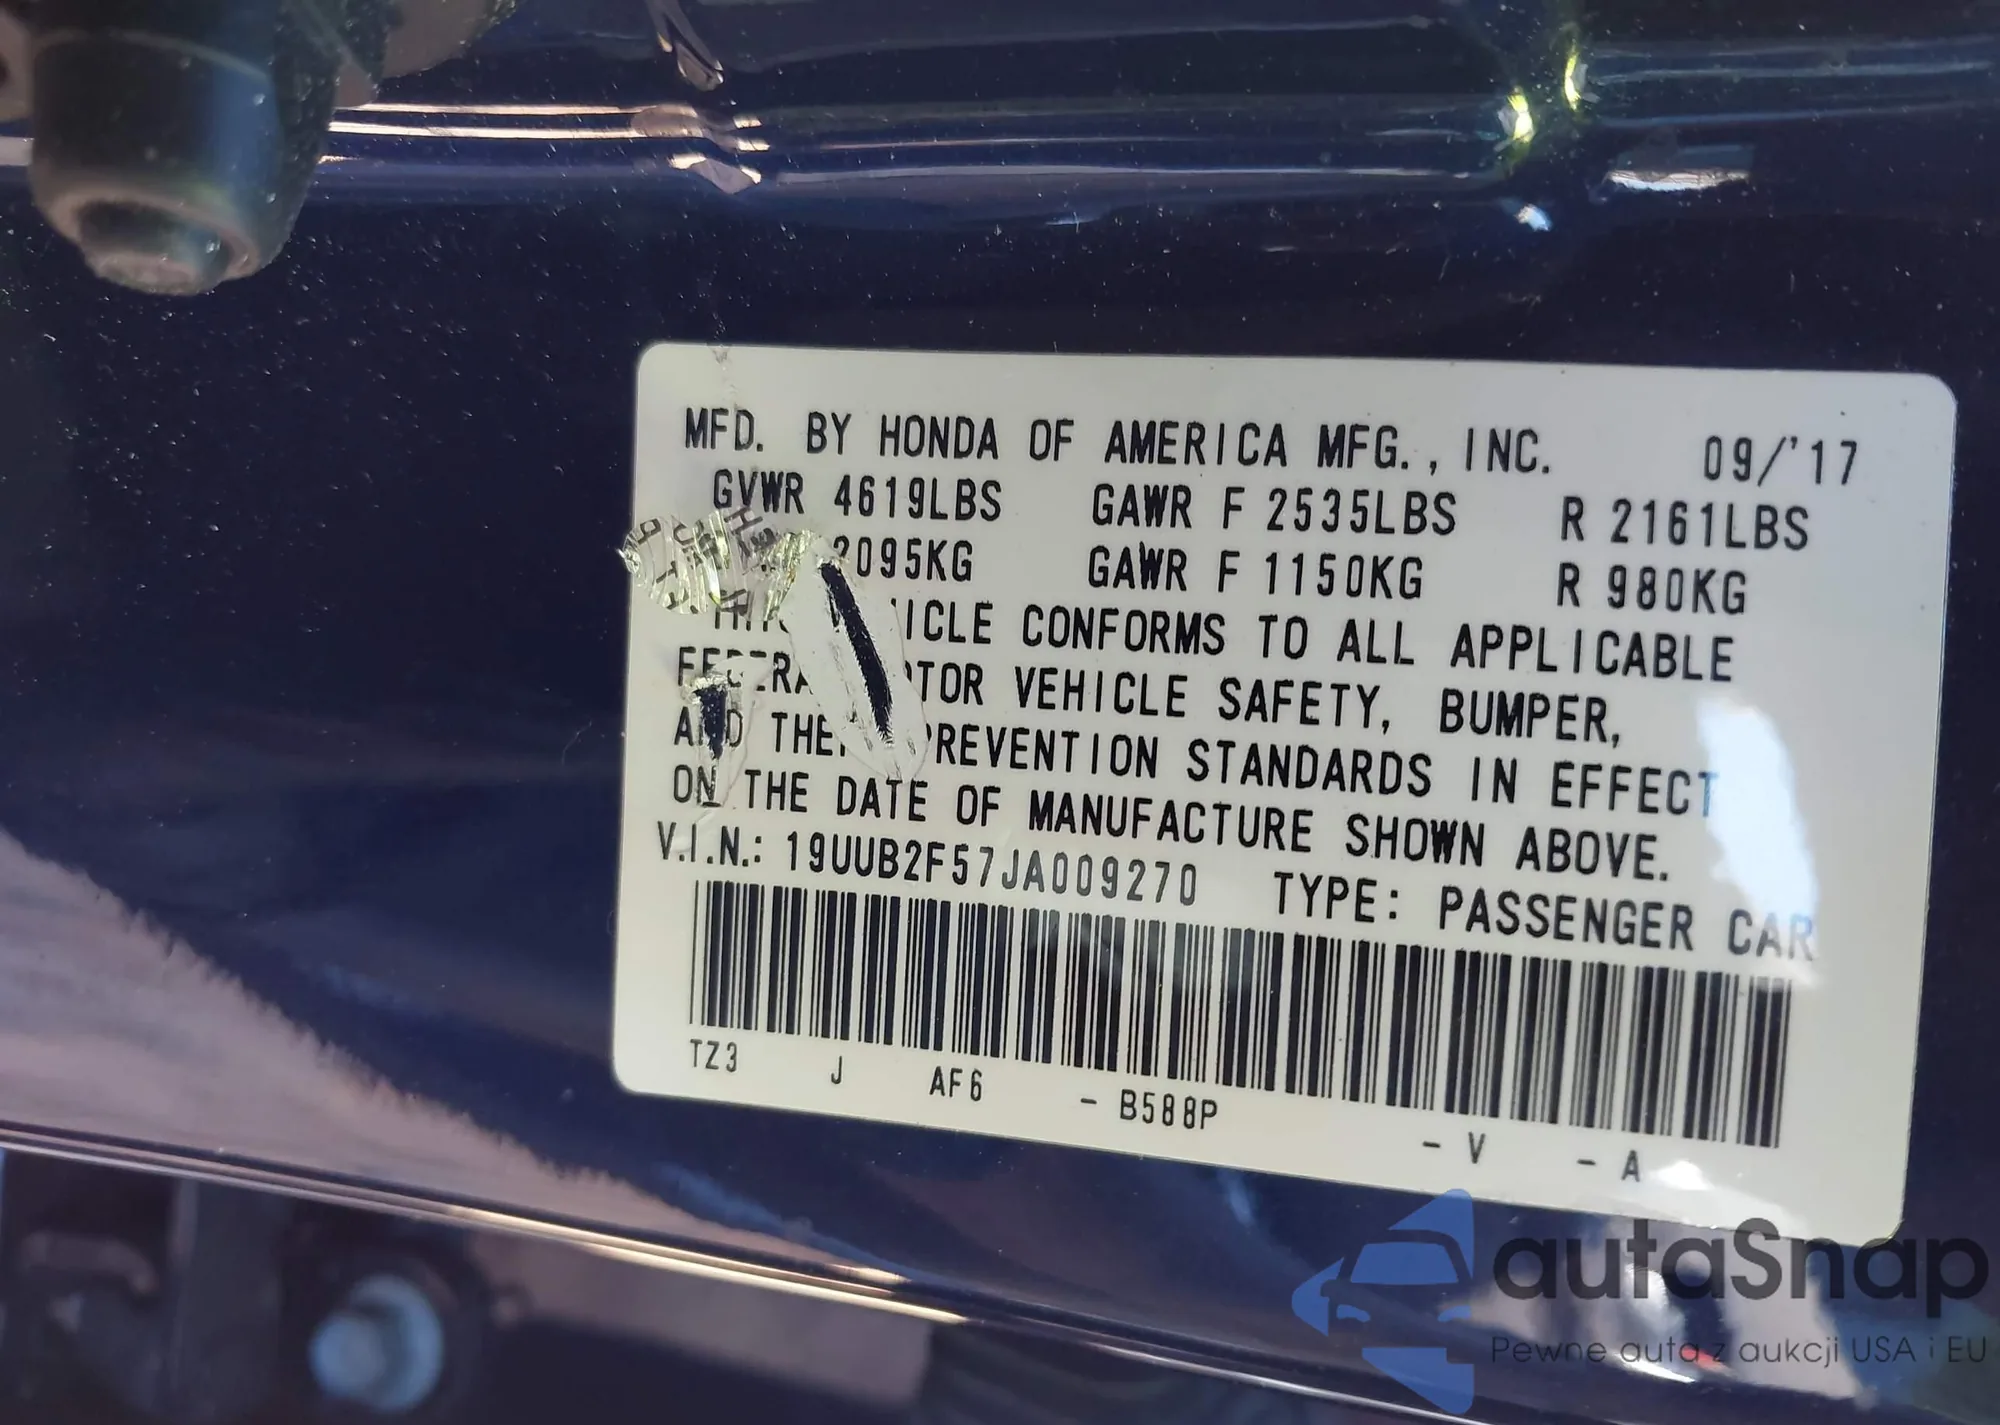 MFD. BY HONDA OF AMERICA MFG., INC. 09/'17
GVWR 4619LBS GAWR F 2535LBS R 2161LBS
2095KG GAWR F 1150KG R 980KG
CONFORMS TO ALL APPLICABLE
VEHICLE SAFETY, BUMPER,
AND STANDARDS IN EFFECT
ON THE DATE OF MANUFACTURE SHOWN ABOVE.
V.I.N.: 19UUB2F57JA009270 TYPE: PASSENGER CAR
TZ3 J AF6 - B588P - V - A
autaSnap
Pewne auta z aukcji USA i EU